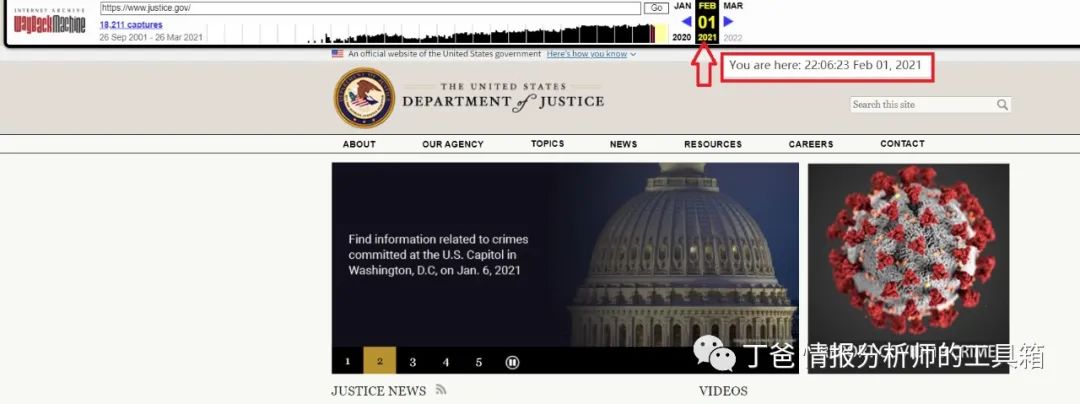 INTERNET ARCHIVE
WayBackMachine
https://www.justice.gov/
Go
JAN FEB MAR
18,211 captures
01
26 Sep 2001 - 26 Mar 2021
2020 2021 2022
An official website of the United States government Here's how you know
You are here: 22:06:23 Feb 01, 2021
THE UNITED STATES
DEPARTMENT of JUSTICE
Search this site
ABOUT OUR AGENCY TOPICS NEWS RESOURCES CAREERS CONTACT
Find information related to crimes
committed at the U.S. Capitol in
Washington, D.C, on Jan. 6, 2021
1 2 3 4 5
CRIME
丁爸 情报分析师的工具箱
JUSTICE NEWS VIDEOS